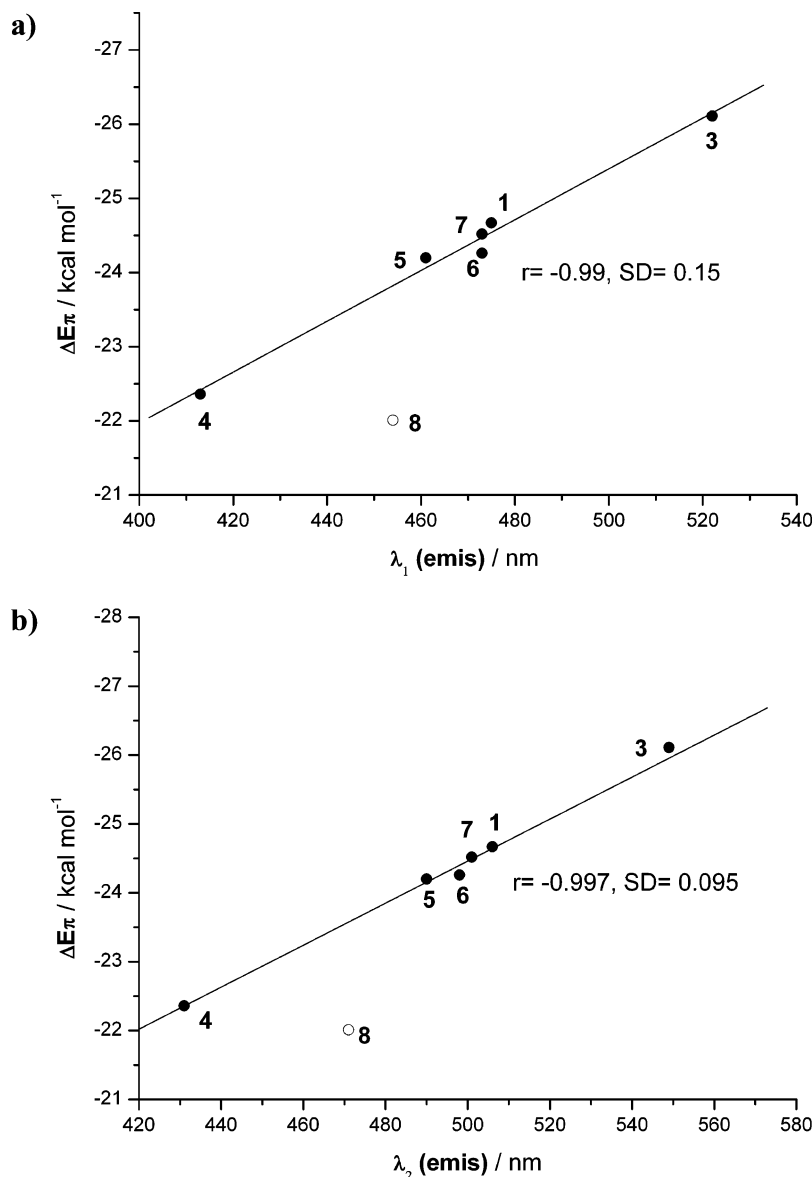 a)
-27
-26
-25
-24
-23
-22
-21
ΔEπ / kcal mol⁻¹
3
1
7
5
6
r= -0.99, SD= 0.15
4
8
400 420 440 460 480 500 520 540
λ₁ (emis) / nm
b)
-28
-27
-26
-25
-24
-23
-22
-21
ΔEπ / kcal mol⁻¹
3
7 1
5 6
r= -0.997, SD= 0.095
4
8
420 440 460 480 500 520 540 560 580
λ₂ (emis) / nm